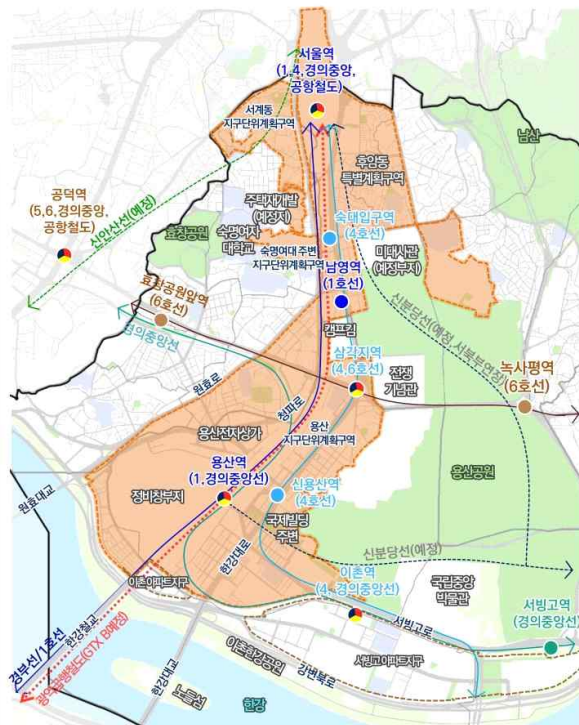 서울역
(1,4,경의중앙,
공항철도)
서계동
지구단위계획구역
남산
후암동
특별계획구역
공덕역
(5,6,경의중앙,
공항철도)
신안산선(예정)
주택재개발
(예정지)
효창공원
숙명여자
대학교
숙대입구역
(4호선)
숙명여대 주변
지구단위계획구역
미대사관
(예정부지)
남영역
(1호선)
효창공원앞역
(6호선)
경의중앙선
캠프킴
신분당선(예정, 서북부연장)
삼각지역
(4,6호선)
원효로
청파로
전쟁
기념관
녹사평역
(6호선)
용산전자상가
용산
지구단위계획구역
용산역
(1,경의중앙선)
용산공원
원효대교
정비창부지
신용산역
(4호선)
국제빌딩
주변
한강대로
신분당선(예정)
이촌아파트지구
이촌역
(4, 경의중앙선)
국립중앙
박물관
서빙고역
(경의중앙선)
한강철교
서빙고로
경부선/1호선
광역급행철도(GTX B예정)
한강대교
이촌한강공원
강변북로
서빙고아파트지구
노들섬
한강